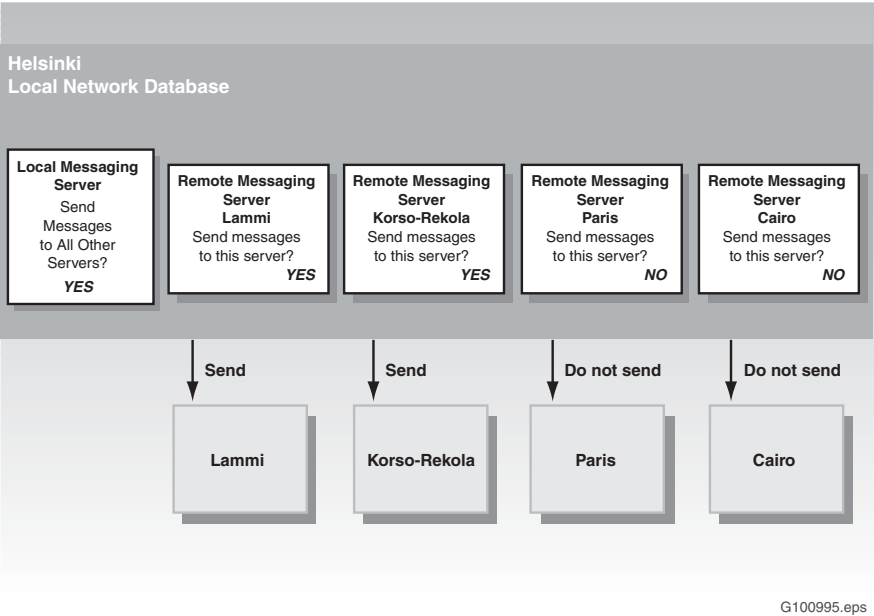 Helsinki
Local Network Database
Local Messaging
Server
Send
Messages
to All Other
Servers?
YES
Remote Messaging
Server
Lammi
Send messages
to this server?
YES
Remote Messaging
Server
Korso-Rekola
Send messages
to this server?
YES
Remote Messaging
Server
Paris
Send messages
to this server?
NO
Remote Messaging
Server
Cairo
Send messages
to this server?
NO
Send
Send
Do not send
Do not send
Lammi
Korso-Rekola
Paris
Cairo
G100995.eps